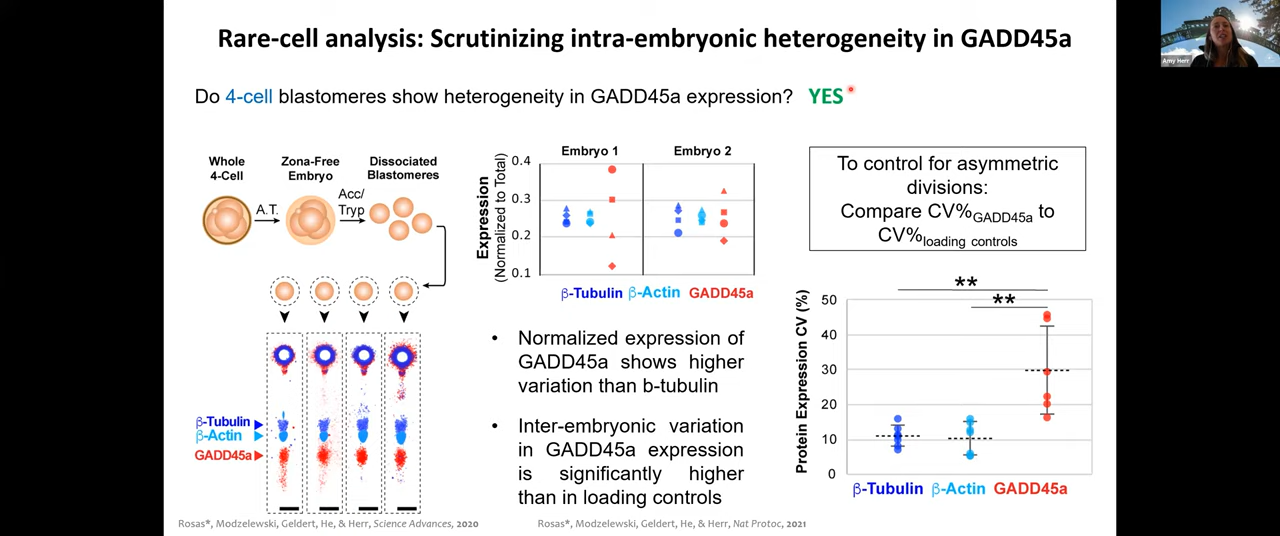 Rare-cell analysis: Scrutinizing intra-embryonic heterogeneity in GADD45a
Amy Herr
Do 4-cell blastomeres show heterogeneity in GADD45a expression? YES
Whole
4-Cell
Zona-Free
Embryo
Dissociated
Blastomeres
A.T.
Acc/
Tryp
β-Tubulin
β-Actin
GADD45a
Expression
(Normalized to Total)
Embryo 1
Embryo 2
0.4
0.3
0.2
0.1
β-Tubulin β-Actin GADD45a
• Normalized expression of
GADD45a shows higher
variation than b-tubulin
• Inter-embryonic variation
in GADD45a expression
is significantly higher
than in loading controls
To control for asymmetric
divisions:
Compare CV%GADD45a to
CV%loading controls
Protein Expression CV (%)
50
40
30
20
10
0
**
**
β-Tubulin β-Actin GADD45a
Rosas*, Modzelewski, Geldert, He, & Herr, Science Advances, 2020
Rosas*, Modzelewski, Geldert, He, & Herr, Nat Protoc, 2021